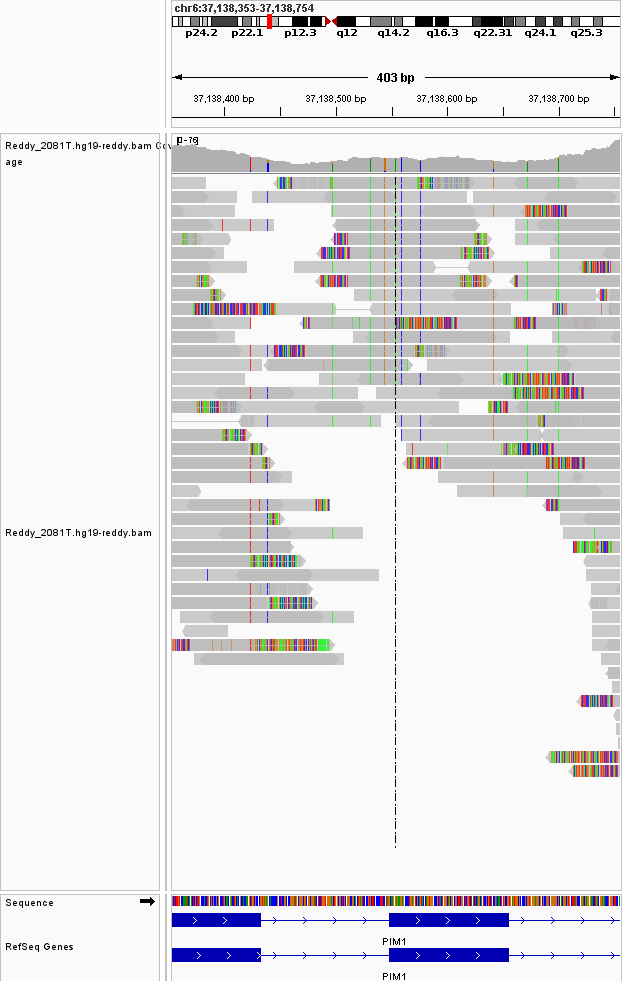 chr6:37,138,353-37,138,754
p24.2 p22.1 p12.3 q12 q14.2 q16.3 q22.31 q24.1 q25.3
403 bp
37,138,400 bp 37,138,500 bp 37,138,600 bp 37,138,700 bp
Reddy_2081T.hg19-reddy.bam Cov
age
Reddy_2081T.hg19-reddy.bam
Sequence
PIM1
RefSeq Genes
PIM1